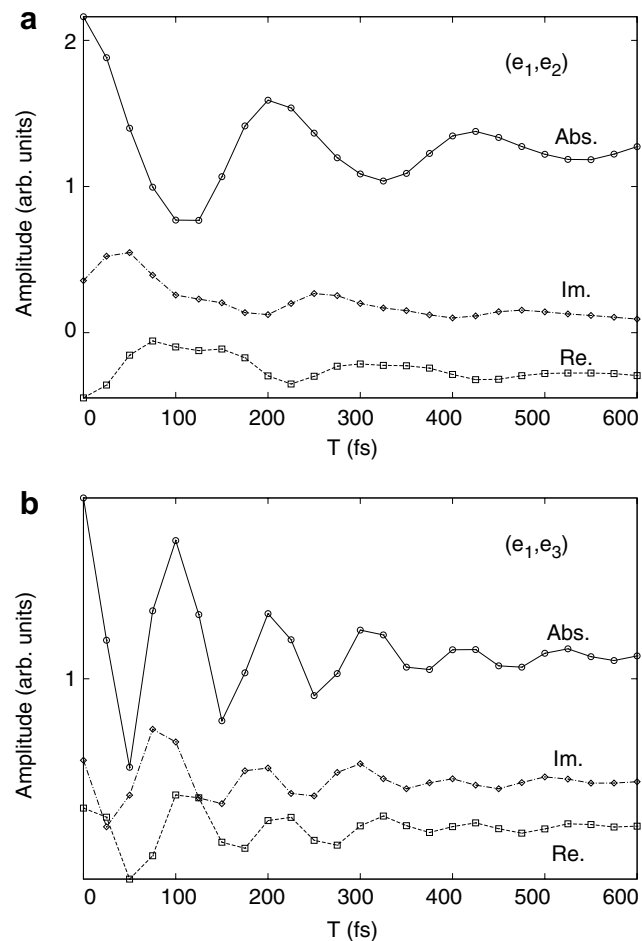 a
2
(e₁,e₂)
Abs.
1
Im.
0
Re.
Amplitude (arb. units)
0 100 200 300 400 500 600
T (fs)
b
(e₁,e₃)
Abs.
1
Im.
Re.
Amplitude (arb. units)
0 100 200 300 400 500 600
T (fs)